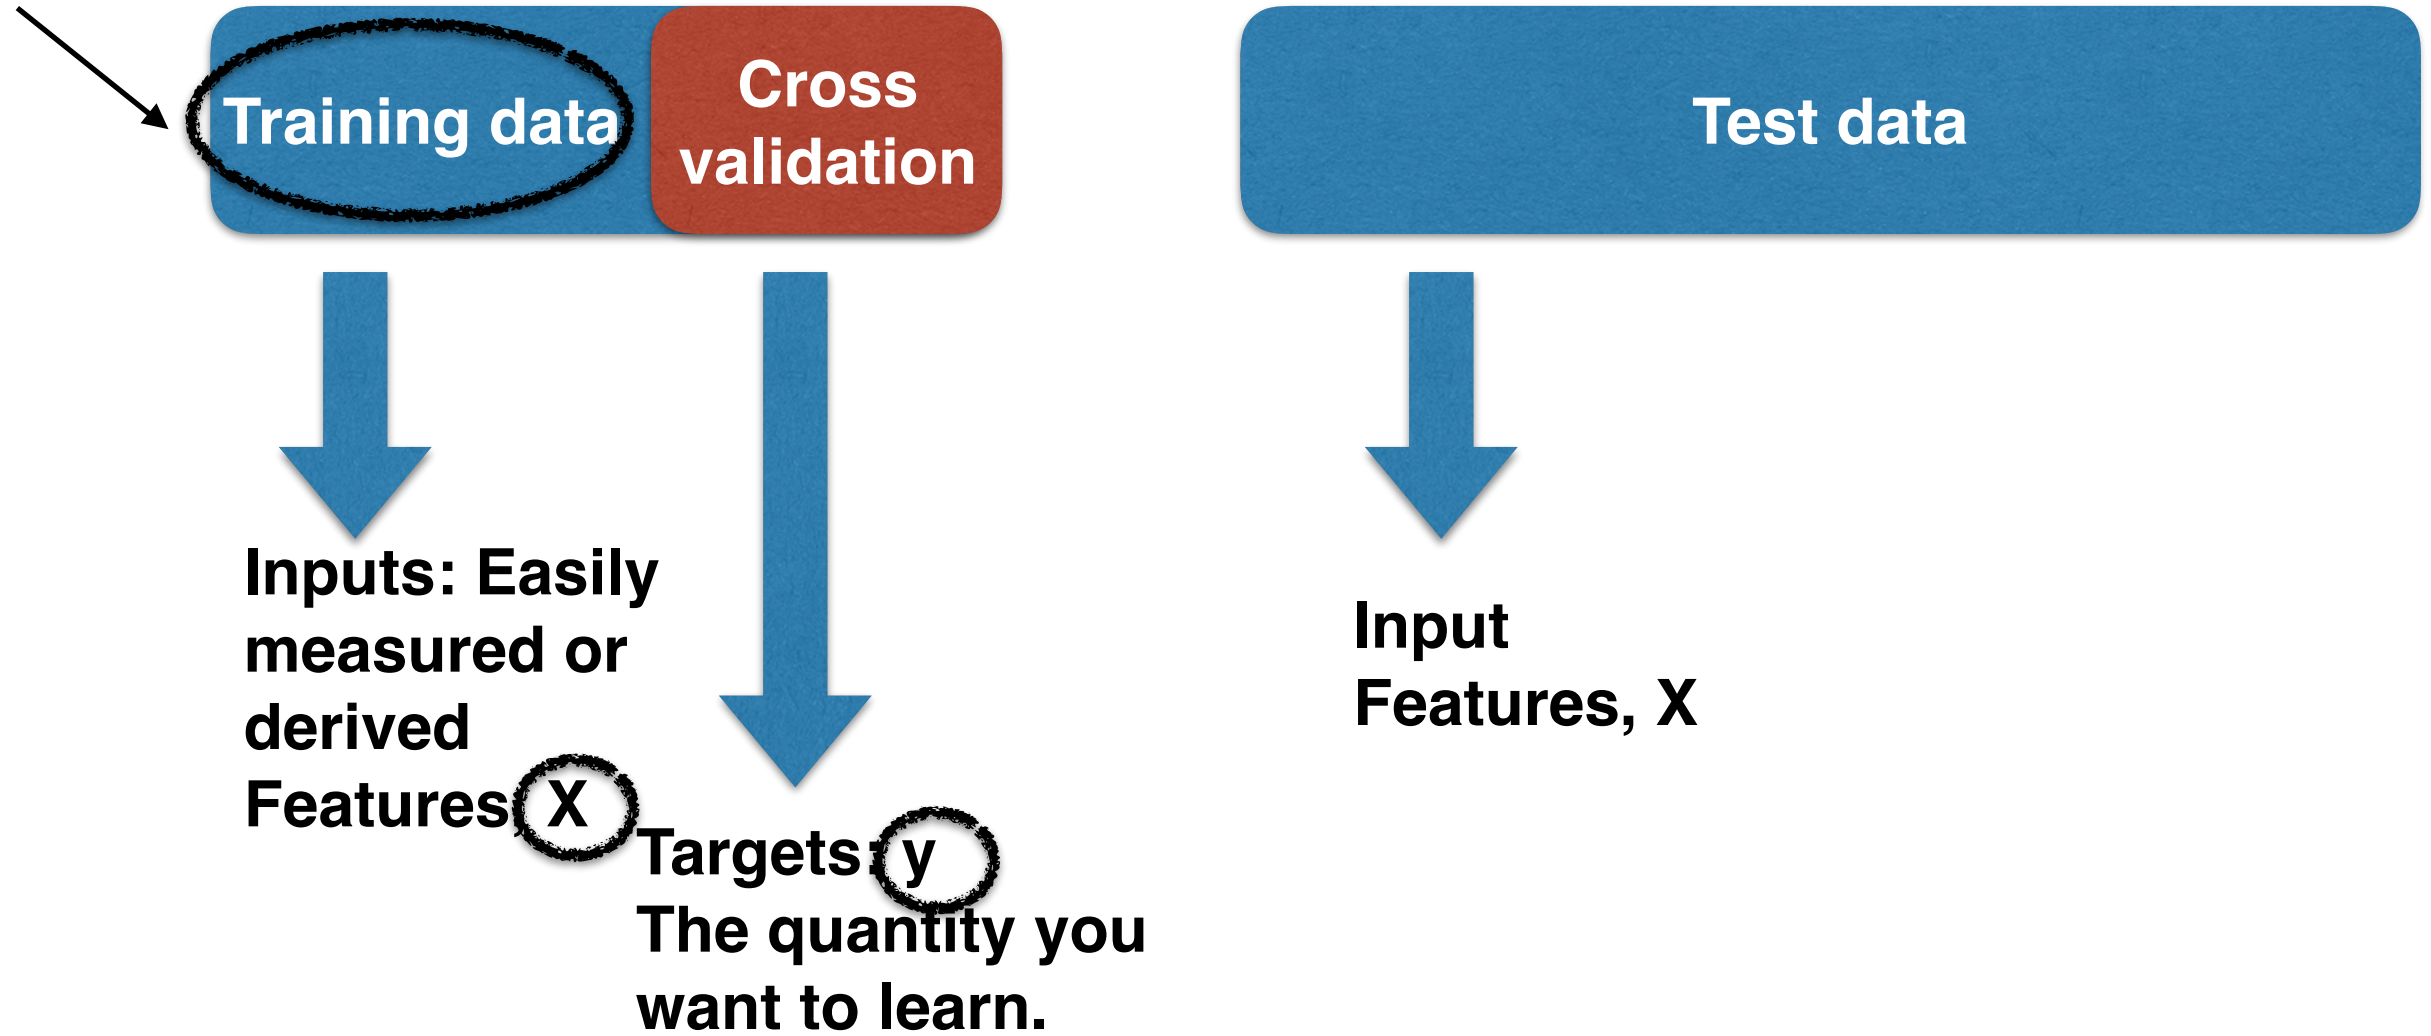 Training data
Cross
validation
Test data
Inputs: Easily
measured or
derived
Features, X
Targets: y
The quantity you
want to learn.
Input
Features, X